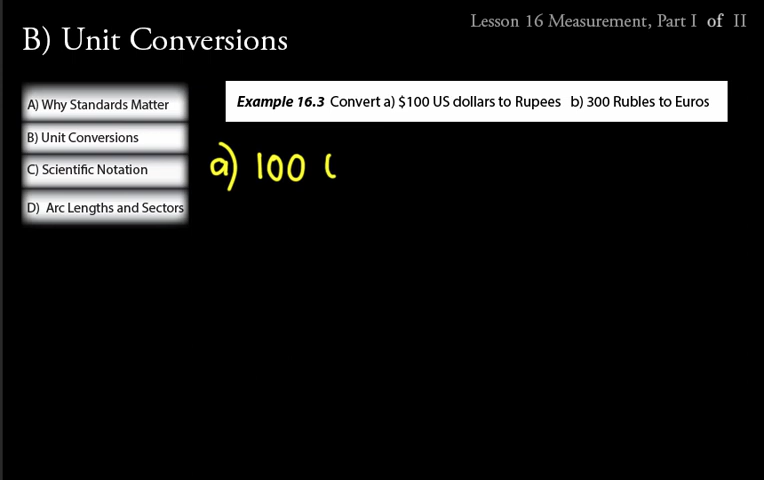 Lesson 16 Measurement, Part I of II
B) Unit Conversions
A) Why Standards Matter
B) Unit Conversions
C) Scientific Notation
D) Arc Lengths and Sectors
Example 16.3 Convert a) $100 US dollars to Rupees b) 300 Rubles to Euros
a) 100 (